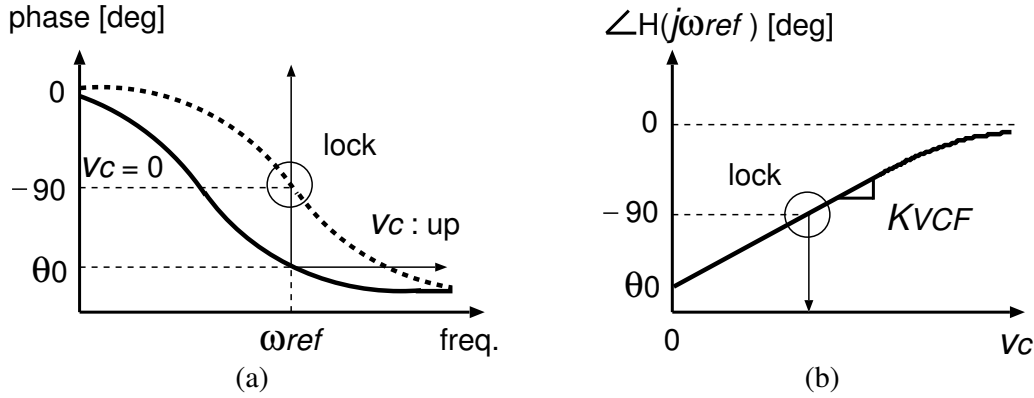 phase [deg]
0
lock
vc = 0
−90
vc : up
θ0
ωref
freq.
(a)
∠H(jωref ) [deg]
0
lock
−90
KVCF
θ0
0
vc
(b)